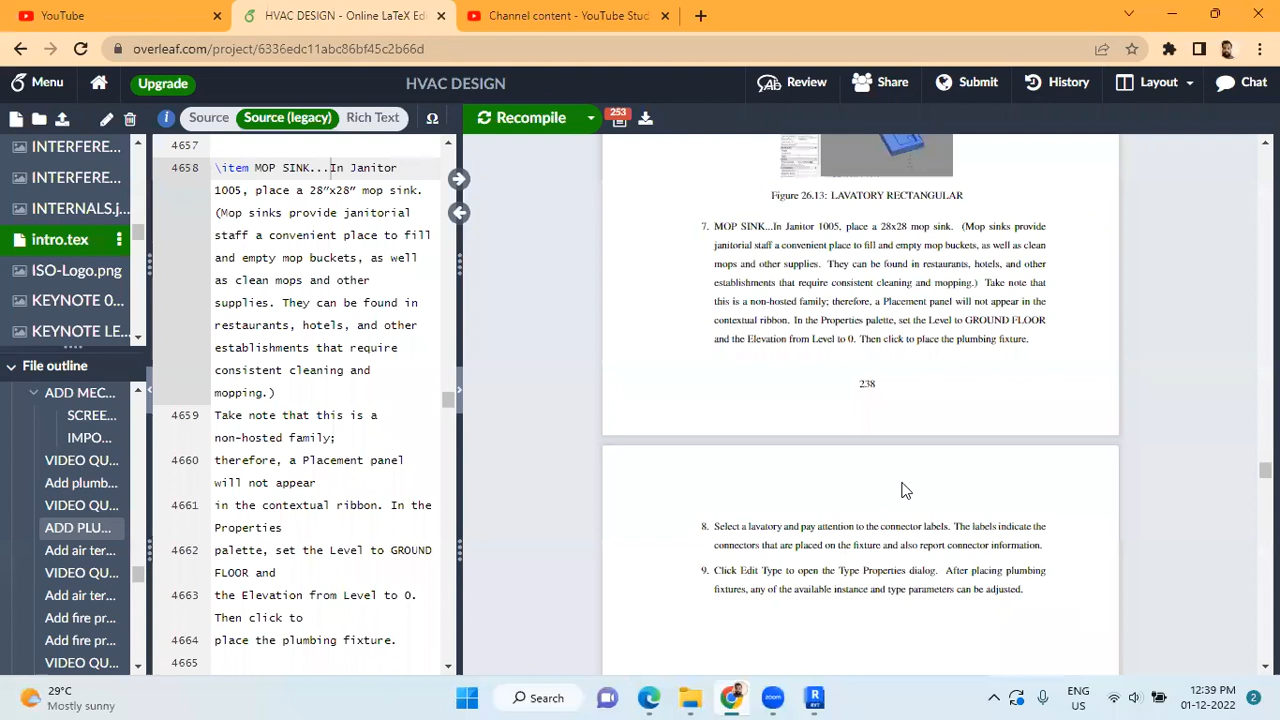 YouTube
HVAC DESIGN - Online LaTeX Edi
Channel content - YouTube Stud
overleaf.com/project/6336edc11abc86bf45c2b66d
Menu
Upgrade
HVAC DESIGN
Review
Share
Submit
History
Layout
Chat
Source
Source (legacy)
Rich Text
Ω
Recompile
253
INTERFERE...
INTERFERE...
INTERNALS.j...
intro.tex
ISO-Logo.png
KEYNOTE 0...
KEYNOTE LE...
File outline
ADD MEC...
SCREE...
IMPO...
VIDEO QU...
Add plumb...
VIDEO QU...
ADD PLU...
Add air ter...
VIDEO QU...
Add air ter...
Add fire pr...
Add fire pr...
VIDEO QU...
4657
4658 \item MOP SINK...In Janitor
1005, place a 28”x28” mop sink.
(Mop sinks provide janitorial
staff a convenient place to fill
and empty mop buckets, as well
as clean mops and other
supplies. They can be found in
restaurants, hotels, and other
establishments that require
consistent cleaning and
mopping.)
4659 Take note that this is a
non-hosted family;
4660 therefore, a Placement panel
will not appear
4661 in the contextual ribbon. In the
Properties
4662 palette, set the Level to GROUND
FLOOR and
4663 the Elevation from Level to 0.
Then click to
4664 place the plumbing fixture.
4665
Figure 26.13: LAVATORY RECTANGULAR
7. MOP SINK...In Janitor 1005, place a 28x28 mop sink. (Mop sinks provide
janitorial staff a convenient place to fill and empty mop buckets, as well as clean
mops and other supplies. They can be found in restaurants, hotels, and other
establishments that require consistent cleaning and mopping.) Take note that
this is a non-hosted family; therefore, a Placement panel will not appear in the
contextual ribbon. In the Properties palette, set the Level to GROUND FLOOR
and the Elevation from Level to 0. Then click to place the plumbing fixture.
238
8. Select a lavatory and pay attention to the connector labels. The labels indicate the
connectors that are placed on the fixture and also report connector information.
9. Click Edit Type to open the Type Properties dialog. After placing plumbing
fixtures, any of the available instance and type parameters can be adjusted.
29°C
Mostly sunny
Search
zoom
ENG
US
12:39 PM
01-12-2022
2